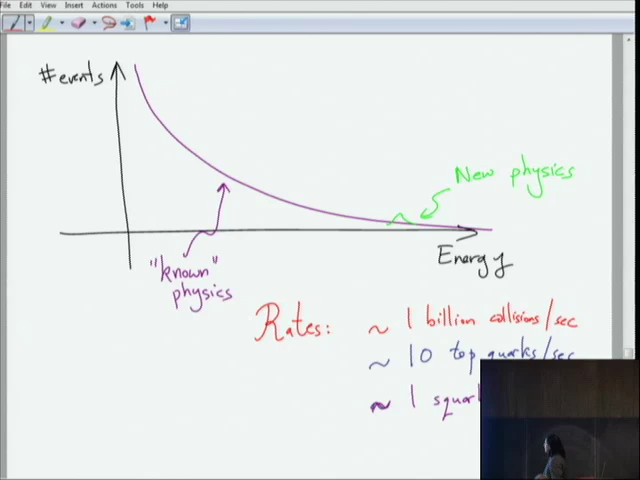 File Edit View Insert Actions Tools Help
# events
New physics
Energy
"known"
physics
Rates: ~ 1 billion collisions/sec
~ 10 top quarks/sec
~ 1